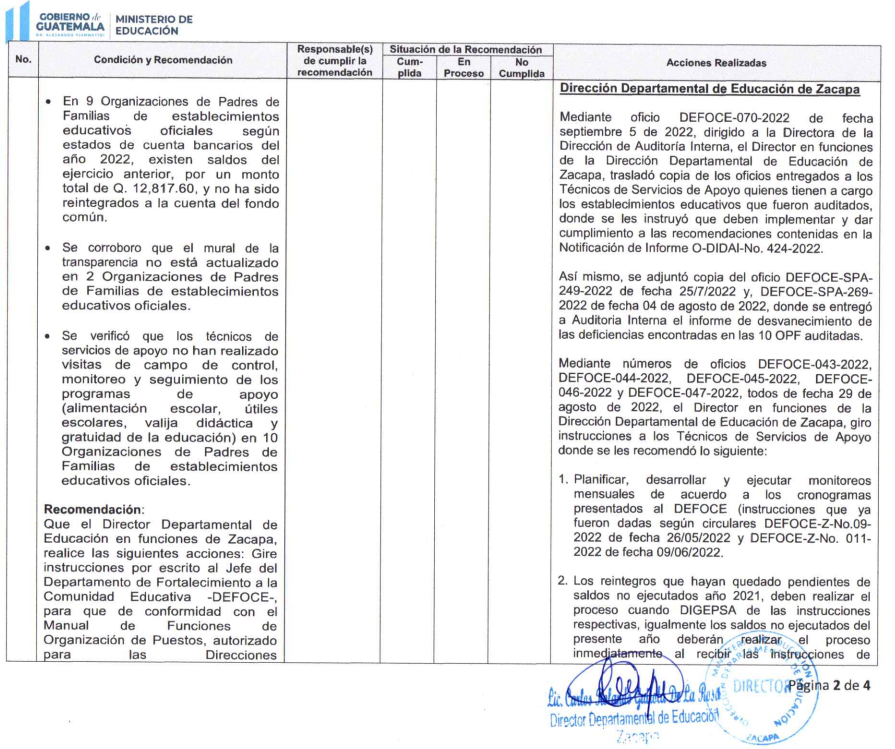 GOBIERNO de
GUATEMALA
DR. ALEJANDRO GIAMMATTEI
MINISTERIO DE
EDUCACIÓN
No.
Condición y Recomendación
Responsable(s)
de cumplir la
recomendación
Situación de la Recomendación
Cum-
plida
En
Proceso
No
Cumplida
Acciones Realizadas
• En 9 Organizaciones de Padres de
Familias de establecimientos
educativos oficiales según
estados de cuenta bancarios del
año 2022, existen saldos del
ejercicio anterior, por un monto
total de Q. 12,817.60, y no ha sido
reintegrados a la cuenta del fondo
común.
• Se corroboro que el mural de la
transparencia no está actualizado
en 2 Organizaciones de Padres
de Familias de establecimientos
educativos oficiales.
• Se verificó que los técnicos de
servicios de apoyo no han realizado
visitas de campo de control,
monitoreo y seguimiento de los
programas de apoyo
(alimentación escolar, útiles
escolares, valija didáctica y
gratuidad de la educación) en 10
Organizaciones de Padres de
Familias de establecimientos
educativos oficiales.
Recomendación:
Que el Director Departamental de
Educación en funciones de Zacapa,
realice las siguientes acciones: Gire
instrucciones por escrito al Jefe del
Departamento de Fortalecimiento a la
Comunidad Educativa -DEFOCE-,
para que de conformidad con el
Manual de Funciones de
Organización de Puestos, autorizado
para las Direcciones
Dirección Departamental de Educación de Zacapa
Mediante oficio DEFOCE-070-2022 de fecha
septiembre 5 de 2022, dirigido a la Directora de la
Dirección de Auditoría Interna, el Director en funciones
de la Dirección Departamental de Educación de
Zacapa, trasladó copia de los oficios entregados a los
Técnicos de Servicios de Apoyo quienes tienen a cargo
los establecimientos educativos que fueron auditados,
donde se les instruyó que deben implementar y dar
cumplimiento a las recomendaciones contenidas en la
Notificación de Informe O-DIDAI-No. 424-2022.
Así mismo, se adjuntó copia del oficio DEFOCE-SPA-
249-2022 de fecha 25/7/2022 y, DEFOCE-SPA-269-
2022 de fecha 04 de agosto de 2022, donde se entregó
a Auditoria Interna el informe de desvanecimiento de
las deficiencias encontradas en las 10 OPF auditadas.
Mediante números de oficios DEFOCE-043-2022,
DEFOCE-044-2022, DEFOCE-045-2022, DEFOCE-
046-2022 y DEFOCE-047-2022, todos de fecha 29 de
agosto de 2022, el Director en funciones de la
Dirección Departamental de Educación de Zacapa, giro
instrucciones a los Técnicos de Servicios de Apoyo
donde se les recomendó lo siguiente:
1. Planificar, desarrollar y ejecutar monitoreos
mensuales de acuerdo a los cronogramas
presentados al DEFOCE (instrucciones que ya
fueron dadas según circulares DEFOCE-Z-No.09-
2022 de fecha 26/05/2022 y DEFOCE-Z-No. 011-
2022 de fecha 09/06/2022.
2. Los reintegros que hayan quedado pendientes de
saldos no ejecutados año 2021, deben realizar el
proceso cuando DIGEPSA de las instrucciones
respectivas, igualmente los saldos no ejecutados del
presente año deberán realizar el proceso
inmediatamente al recibir las instrucciones de
Lic. Carlos De La Rosa
Director Departamental de Educación
Zacapa
DIRECTOR
ZACAPA
Página 2 de 4